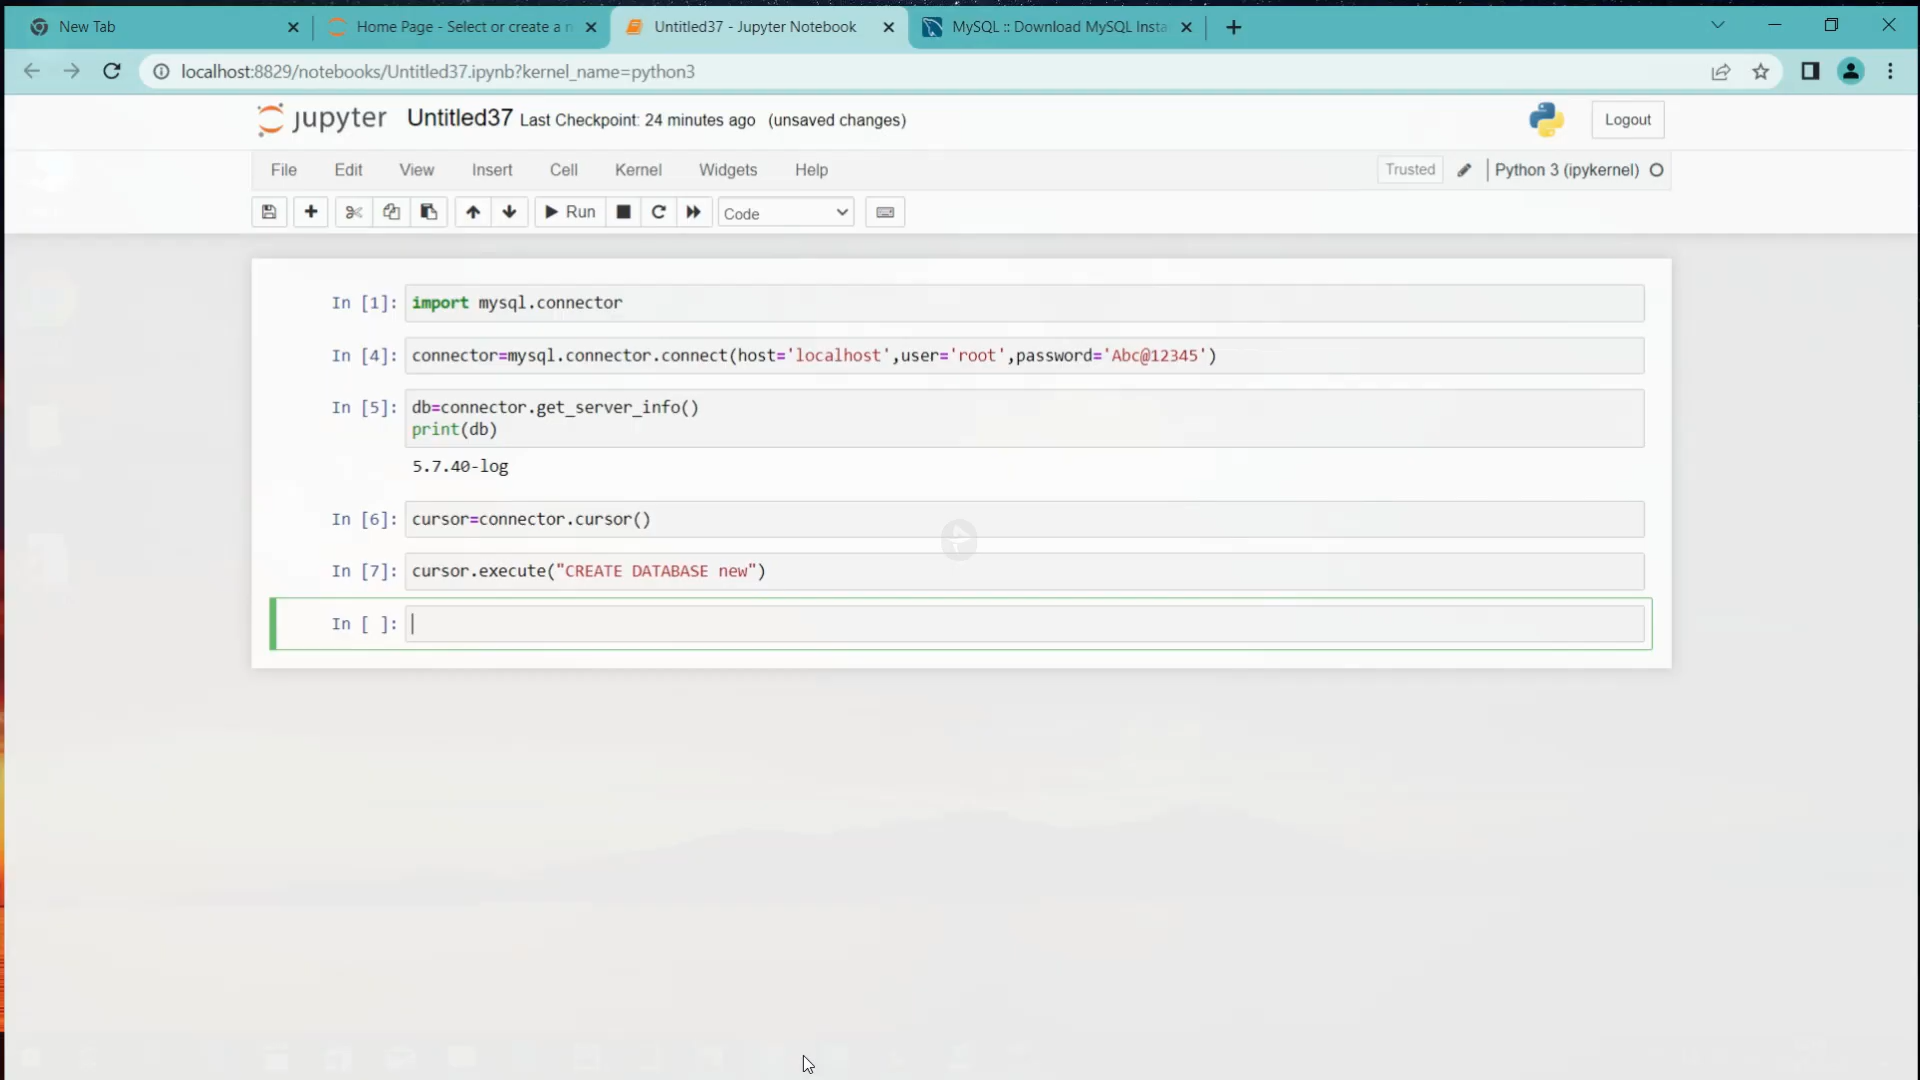 New Tab
Home Page - Select or create a n
Untitled37 - Jupyter Notebook
MySQL :: Download MySQL Insta
localhost:8829/notebooks/Untitled37.ipynb?kernel_name=python3
jupyter Untitled37 Last Checkpoint: 24 minutes ago (unsaved changes)
Logout
File Edit View Insert Cell Kernel Widgets Help
Trusted
Python 3 (ipykernel)
Run
Code
In [1]: import mysql.connector
In [4]: connector=mysql.connector.connect(host='localhost',user='root',password='Abc@12345')
In [5]: db=connector.get_server_info()
print(db)
5.7.40-log
In [6]: cursor=connector.cursor()
In [7]: cursor.execute("CREATE DATABASE new")
In [ ]: